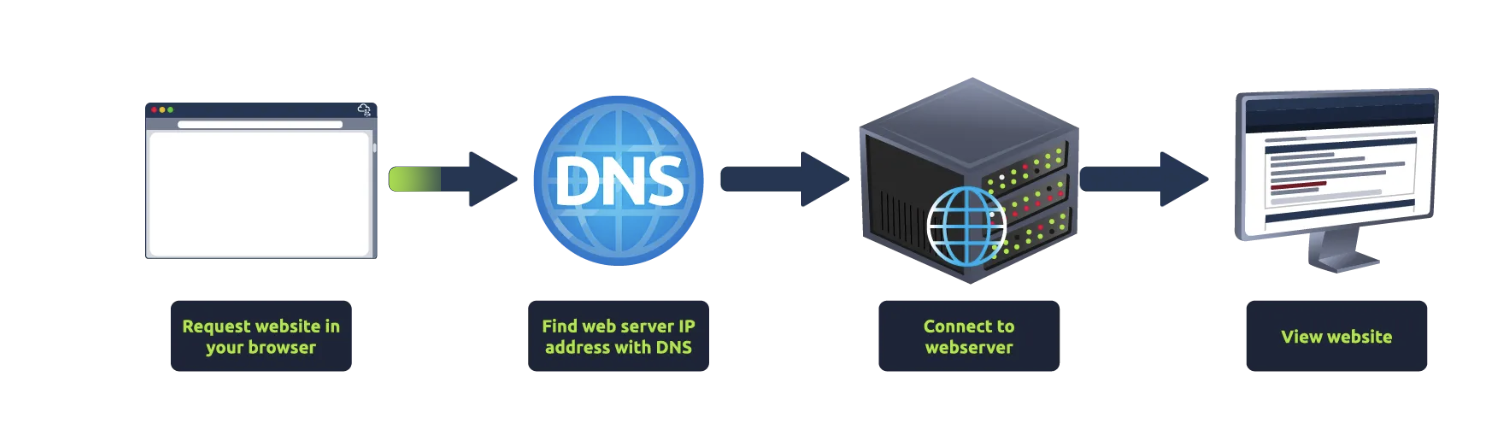 DNS
Request website in
your browser
Find web server IP
address with DNS
Connect to
webserver
View website